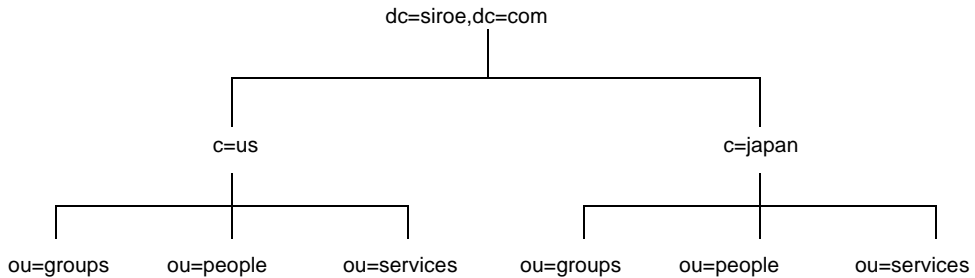 dc=siroe,dc=com
c=us
c=japan
ou=groups
ou=people
ou=services
ou=groups
ou=people
ou=services